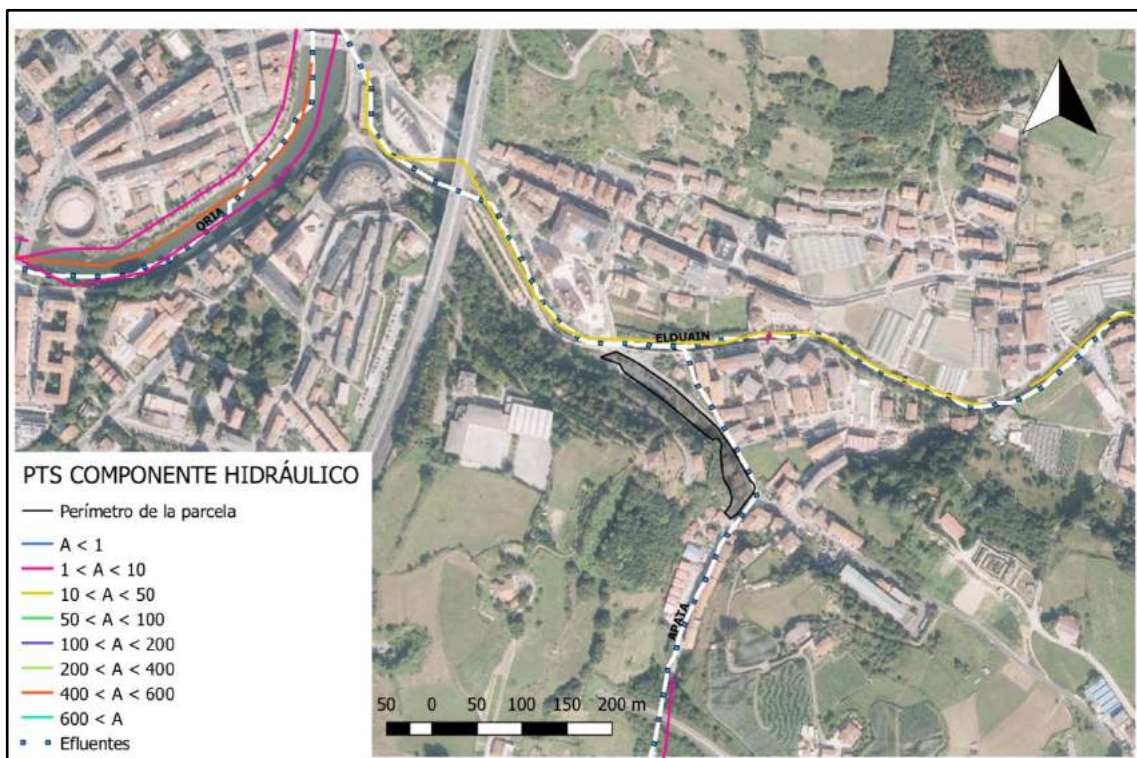 ORIA
ELDUAIN
PTS COMPONENTE HIDRÁULICO
Perímetro de la parcela
A < 1
1 < A < 10
10 < A < 50
50 < A < 100
100 < A < 200
200 < A < 400
400 < A < 600
600 < A
Efluentes
APATA
50 0 50 100 150 200 m